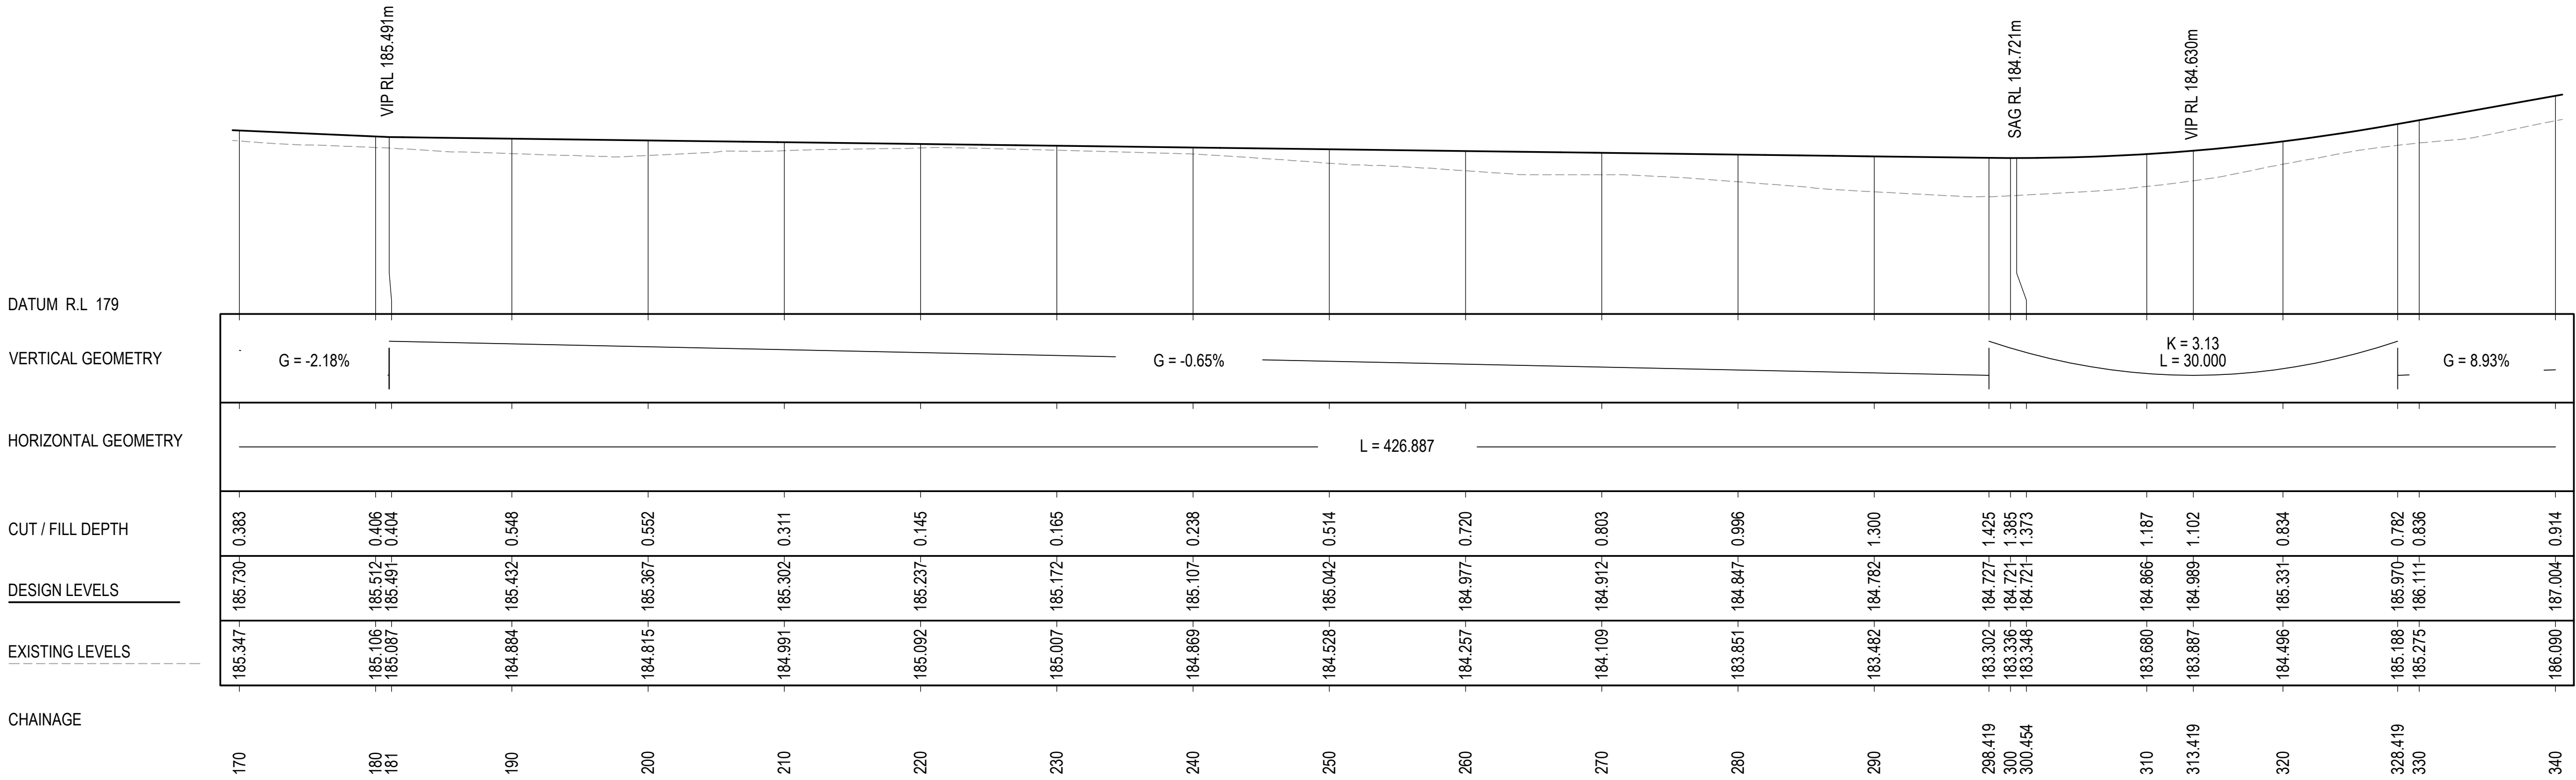 VIP RL 185.491m
SAG RL 184.721m
VIP RL 184.630m
DATUM R.L 179
VERTICAL GEOMETRY
G = -2.18%
G = -0.65%
K = 3.13
L = 30.000
G = 8.93%
HORIZONTAL GEOMETRY
L = 426.887
CUT / FILL DEPTH
0.383 0.406 0.404 0.548 0.552 0.311 0.145 0.165 0.238 0.514 0.720 0.803 0.996 1.300 1.425 1.385 1.373 1.187 1.102 0.834 0.782 0.836 0.914
DESIGN LEVELS
185.730 185.512 185.491 185.432 185.367 185.302 185.237 185.172 185.107 185.042 184.977 184.912 184.847 184.782 184.727 184.721 184.721 184.866 184.989 185.331 185.970 186.111 187.004
EXISTING LEVELS
185.347 185.106 185.087 184.884 184.815 184.991 185.092 185.007 184.869 184.528 184.257 184.109 183.851 183.482 183.302 183.336 183.348 183.680 183.887 184.496 185.188 185.275 186.090
CHAINAGE
170 180 181 190 200 210 220 230 240 250 260 270 280 290 298.419 300 300.454 310 313.419 320 328.419 330 340